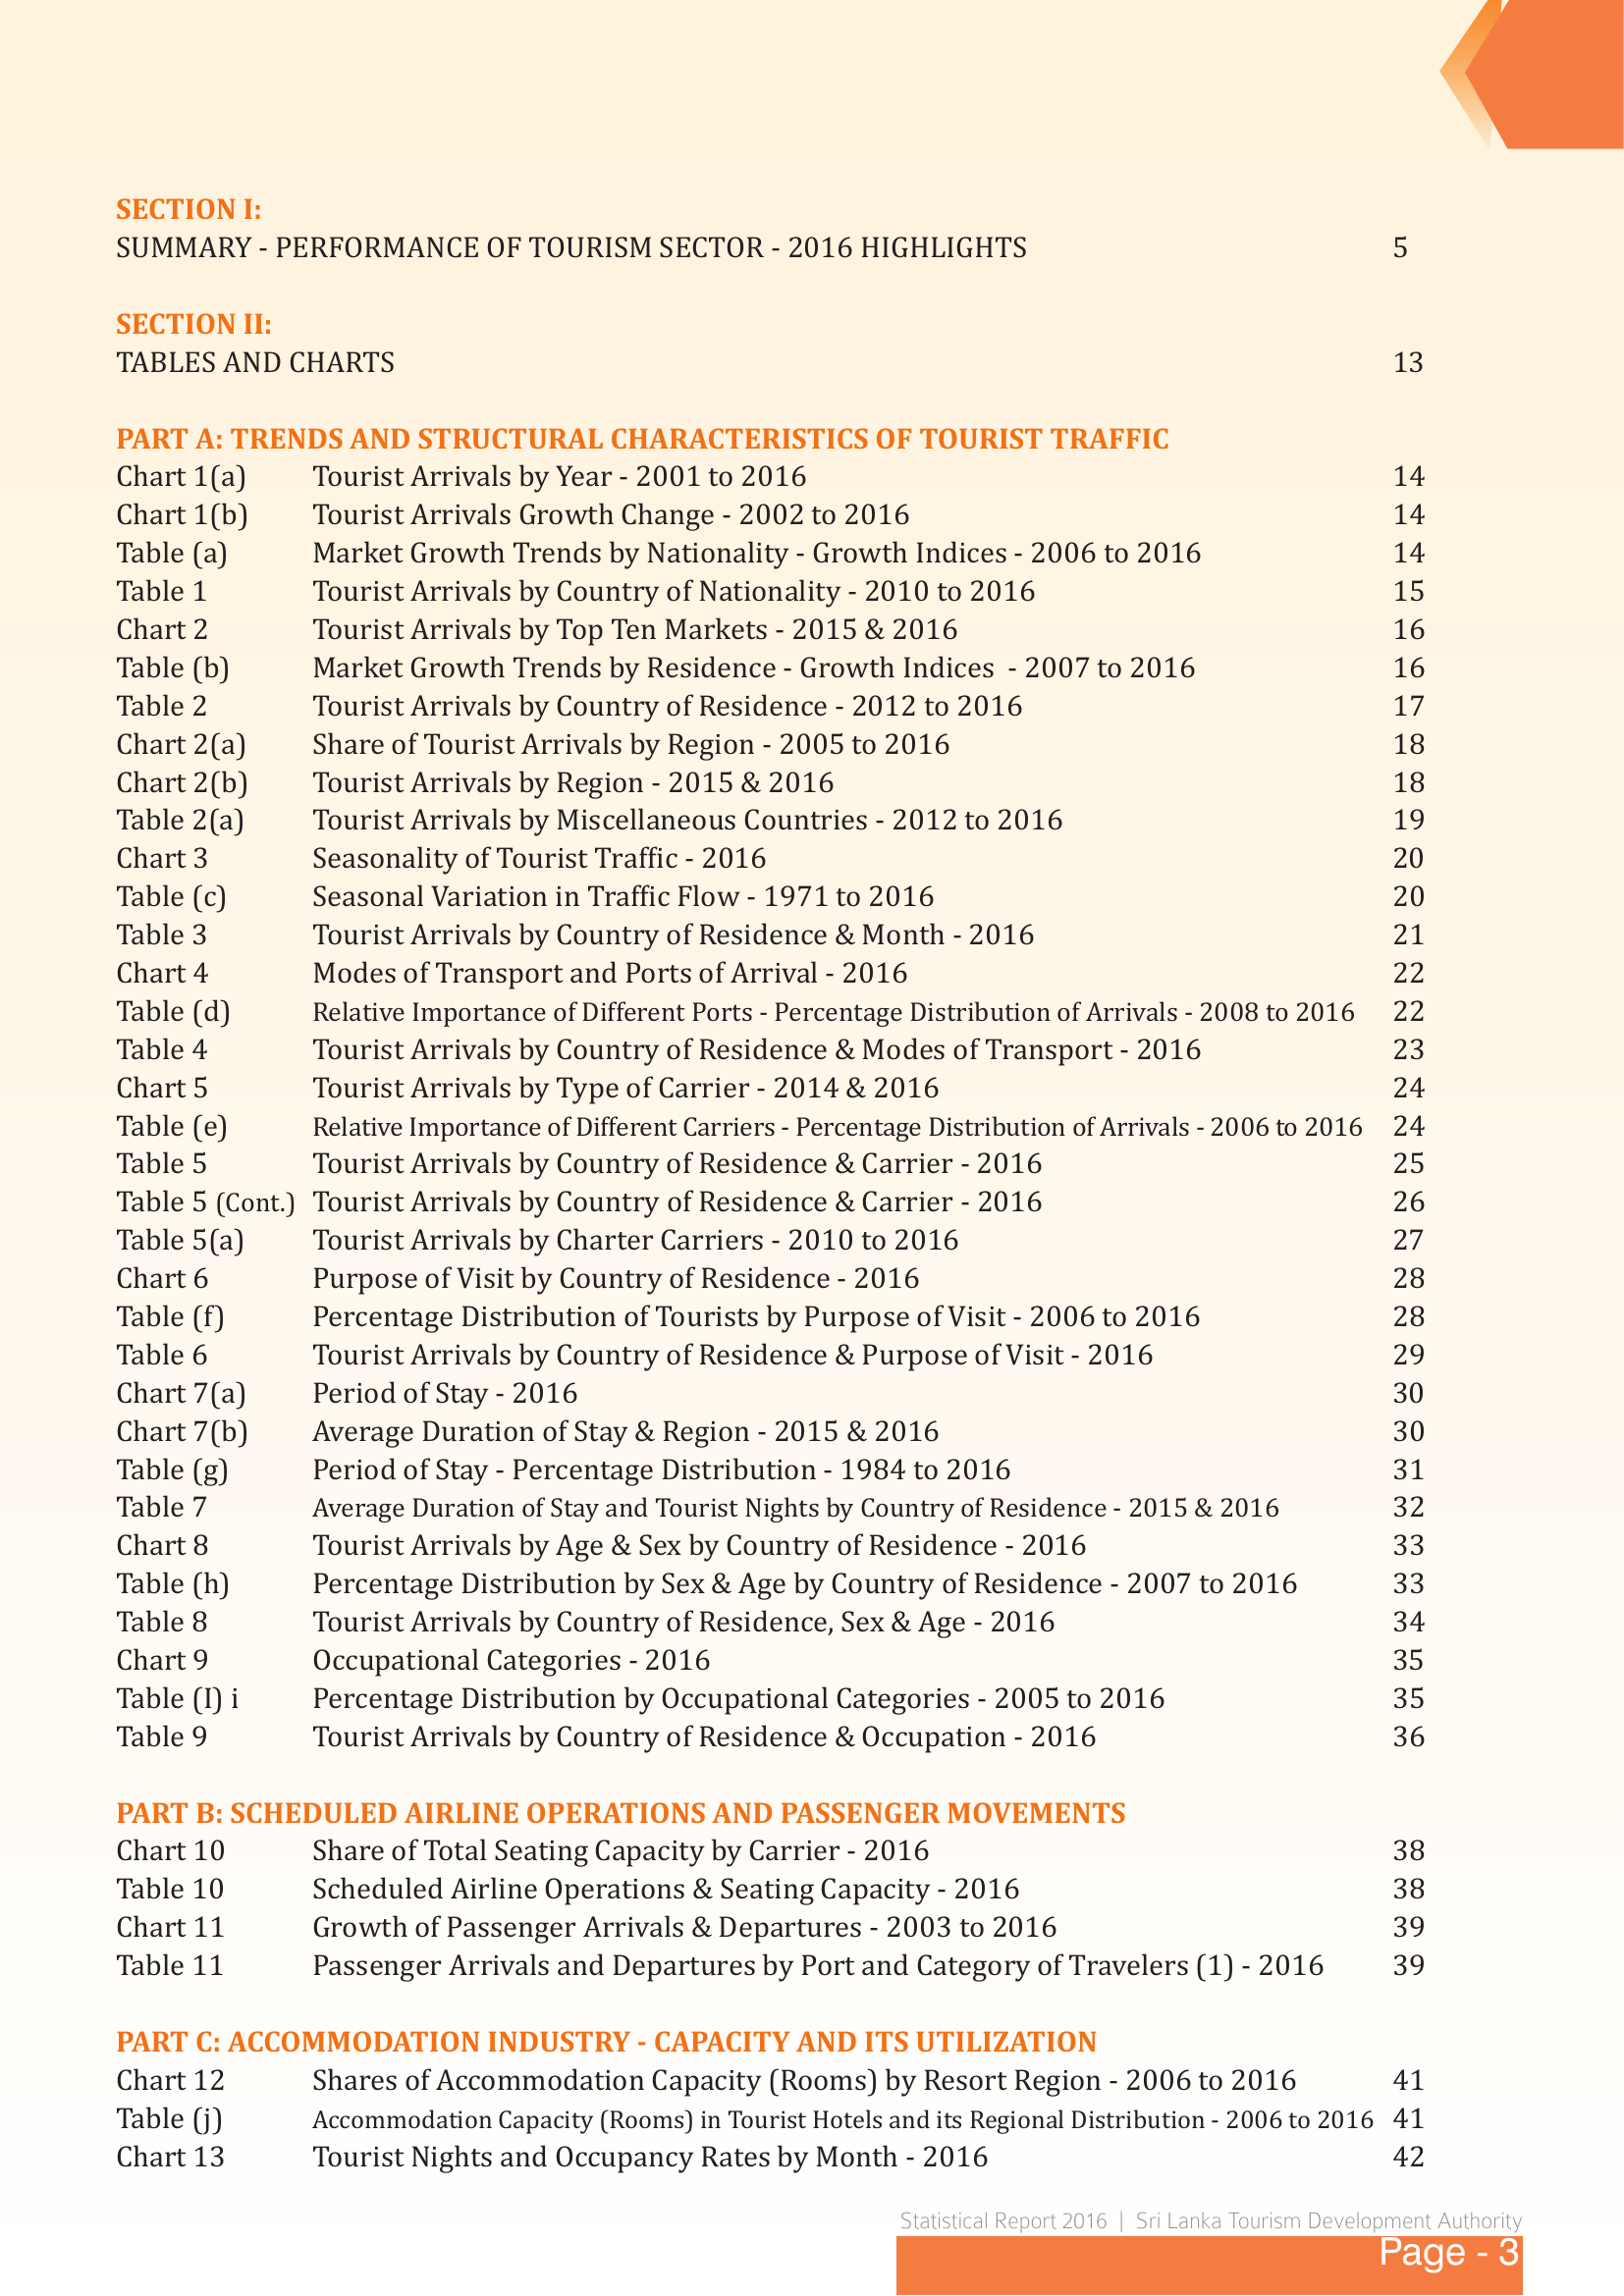 SECTION I:
SUMMARY - PERFORMANCE OF TOURISM SECTOR - 2016 HIGHLIGHTS 5
SECTION II:
TABLES AND CHARTS 13
PART A: TRENDS AND STRUCTURAL CHARACTERISTICS OF TOURIST TRAFFIC
Chart 1(a) Tourist Arrivals by Year - 2001 to 2016 14
Chart 1(b) Tourist Arrivals Growth Change - 2002 to 2016 14
Table (a) Market Growth Trends by Nationality - Growth Indices - 2006 to 2016 14
Table 1 Tourist Arrivals by Country of Nationality - 2010 to 2016 15
Chart 2 Tourist Arrivals by Top Ten Markets - 2015 & 2016 16
Table (b) Market Growth Trends by Residence - Growth Indices - 2007 to 2016 16
Table 2 Tourist Arrivals by Country of Residence - 2012 to 2016 17
Chart 2(a) Share of Tourist Arrivals by Region - 2005 to 2016 18
Chart 2(b) Tourist Arrivals by Region - 2015 & 2016 18
Table 2(a) Tourist Arrivals by Miscellaneous Countries - 2012 to 2016 19
Chart 3 Seasonality of Tourist Traffic - 2016 20
Table (c) Seasonal Variation in Traffic Flow - 1971 to 2016 20
Table 3 Tourist Arrivals by Country of Residence & Month - 2016 21
Chart 4 Modes of Transport and Ports of Arrival - 2016 22
Table (d) Relative Importance of Different Ports - Percentage Distribution of Arrivals - 2008 to 2016 22
Table 4 Tourist Arrivals by Country of Residence & Modes of Transport - 2016 23
Chart 5 Tourist Arrivals by Type of Carrier - 2014 & 2016 24
Table (e) Relative Importance of Different Carriers - Percentage Distribution of Arrivals - 2006 to 2016 24
Table 5 Tourist Arrivals by Country of Residence & Carrier - 2016 25
Table 5 (Cont.) Tourist Arrivals by Country of Residence & Carrier - 2016 26
Table 5(a) Tourist Arrivals by Charter Carriers - 2010 to 2016 27
Chart 6 Purpose of Visit by Country of Residence - 2016 28
Table (f) Percentage Distribution of Tourists by Purpose of Visit - 2006 to 2016 28
Table 6 Tourist Arrivals by Country of Residence & Purpose of Visit - 2016 29
Chart 7(a) Period of Stay - 2016 30
Chart 7(b) Average Duration of Stay & Region - 2015 & 2016 30
Table (g) Period of Stay - Percentage Distribution - 1984 to 2016 31
Table 7 Average Duration of Stay and Tourist Nights by Country of Residence - 2015 & 2016 32
Chart 8 Tourist Arrivals by Age & Sex by Country of Residence - 2016 33
Table (h) Percentage Distribution by Sex & Age by Country of Residence - 2007 to 2016 33
Table 8 Tourist Arrivals by Country of Residence, Sex & Age - 2016 34
Chart 9 Occupational Categories - 2016 35
Table (I) i Percentage Distribution by Occupational Categories - 2005 to 2016 35
Table 9 Tourist Arrivals by Country of Residence & Occupation - 2016 36
PART B: SCHEDULED AIRLINE OPERATIONS AND PASSENGER MOVEMENTS
Chart 10 Share of Total Seating Capacity by Carrier - 2016 38
Table 10 Scheduled Airline Operations & Seating Capacity - 2016 38
Chart 11 Growth of Passenger Arrivals & Departures - 2003 to 2016 39
Table 11 Passenger Arrivals and Departures by Port and Category of Travelers (1) - 2016 39
PART C: ACCOMMODATION INDUSTRY - CAPACITY AND ITS UTILIZATION
Chart 12 Shares of Accommodation Capacity (Rooms) by Resort Region - 2006 to 2016 41
Table (j) Accommodation Capacity (Rooms) in Tourist Hotels and its Regional Distribution - 2006 to 2016 41
Chart 13 Tourist Nights and Occupancy Rates by Month - 2016 42
Statistical Report 2016 | Sri Lanka Tourism Development Authority
Page - 3